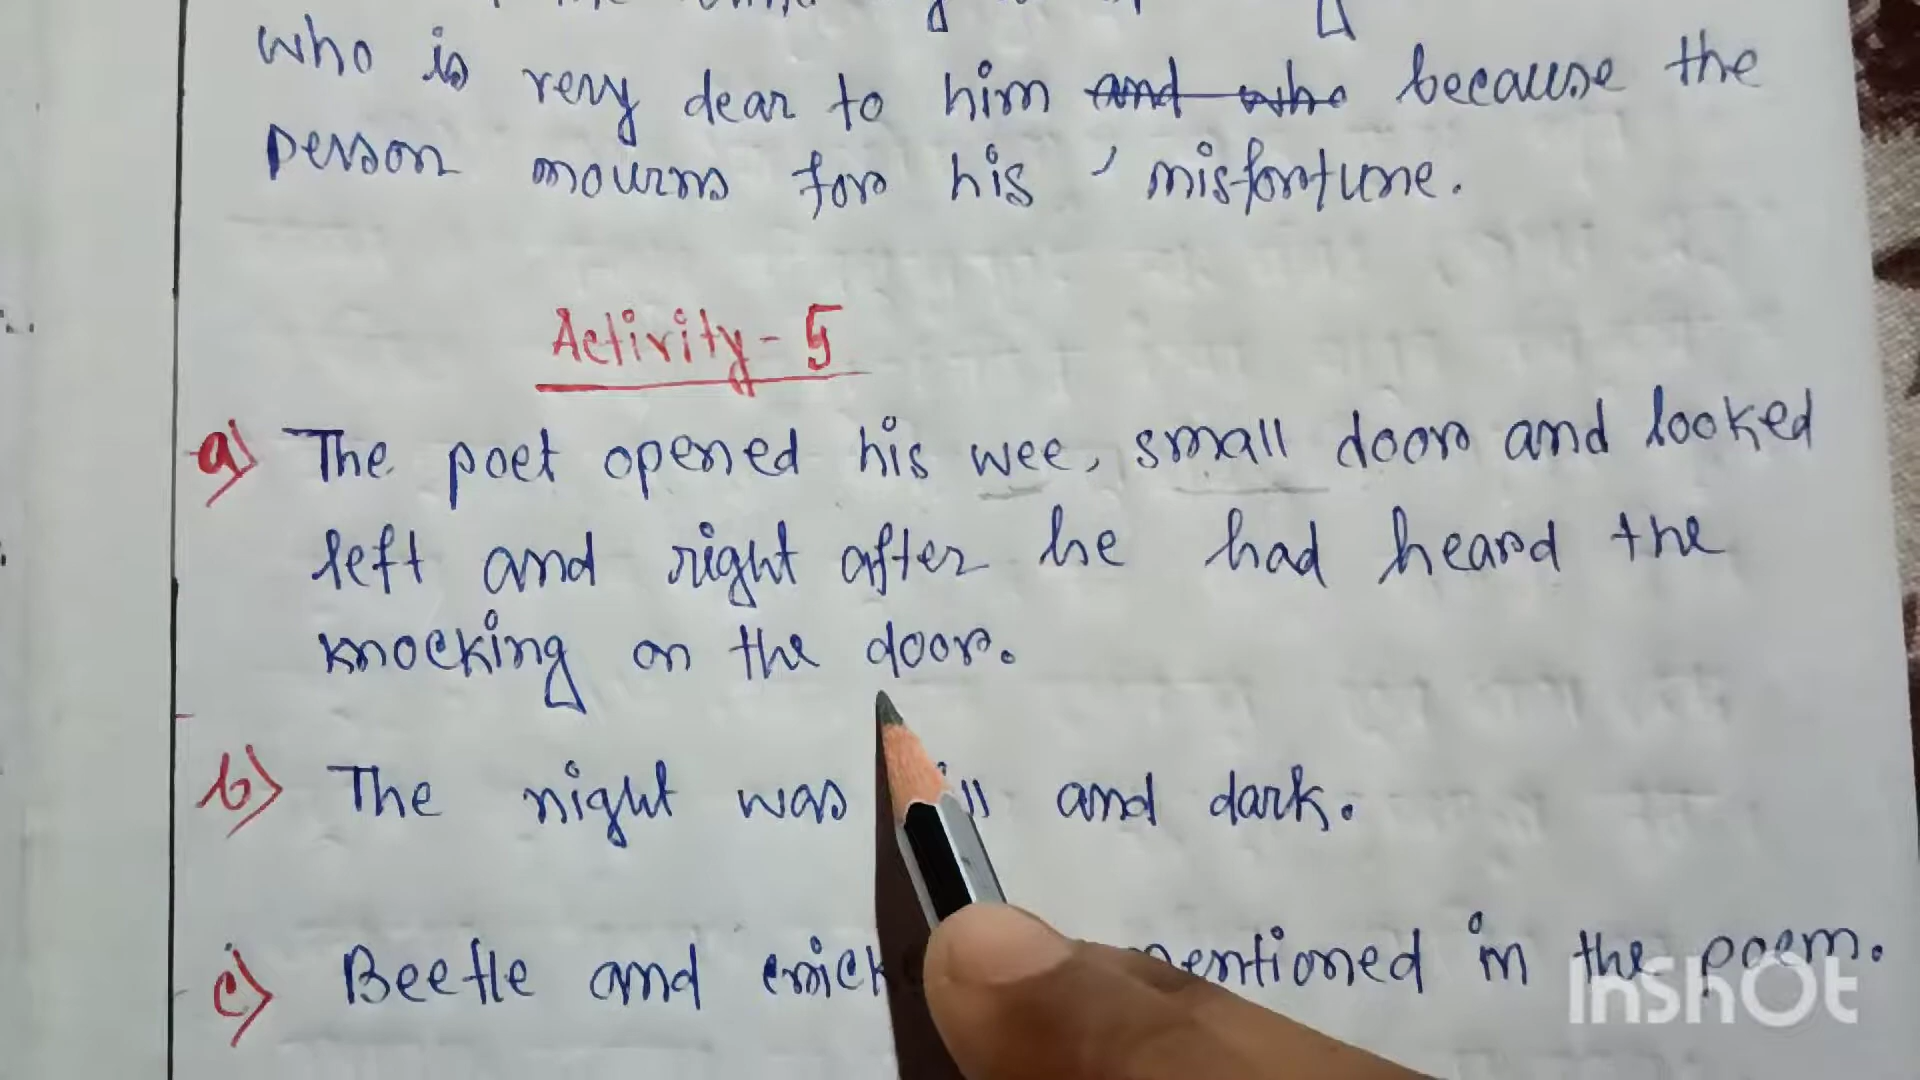 who is very dear to him and who because the
person mourns for his ' misfortune.
Activity - 5
a) The poet opened his wee, small door and looked
left and right after he had heard the
knocking on the door.
b) The night was and dark.
c) Beetle and mentioned in the poem.
InShOt